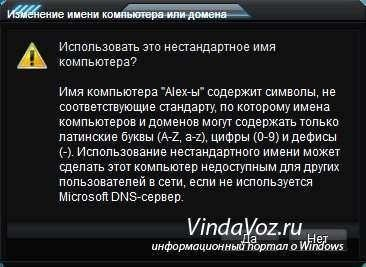 Изменение имени компьютера или домена
Использовать это нестандартное имя
компьютера?
Имя компьютера "Alex-ы" содержит символы, не
соответствующие стандарту, по которому имена
компьютеров и доменов могут содержать только
латинские буквы (A-Z, a-z), цифры (0-9) и дефисы
(-). Использование нестандартного имени может
сделать этот компьютер недоступным для других
пользователей в сети, если не используется
Microsoft DNS-сервер.
VindaVoz.ru
Да Нет
информационный портал о Windows